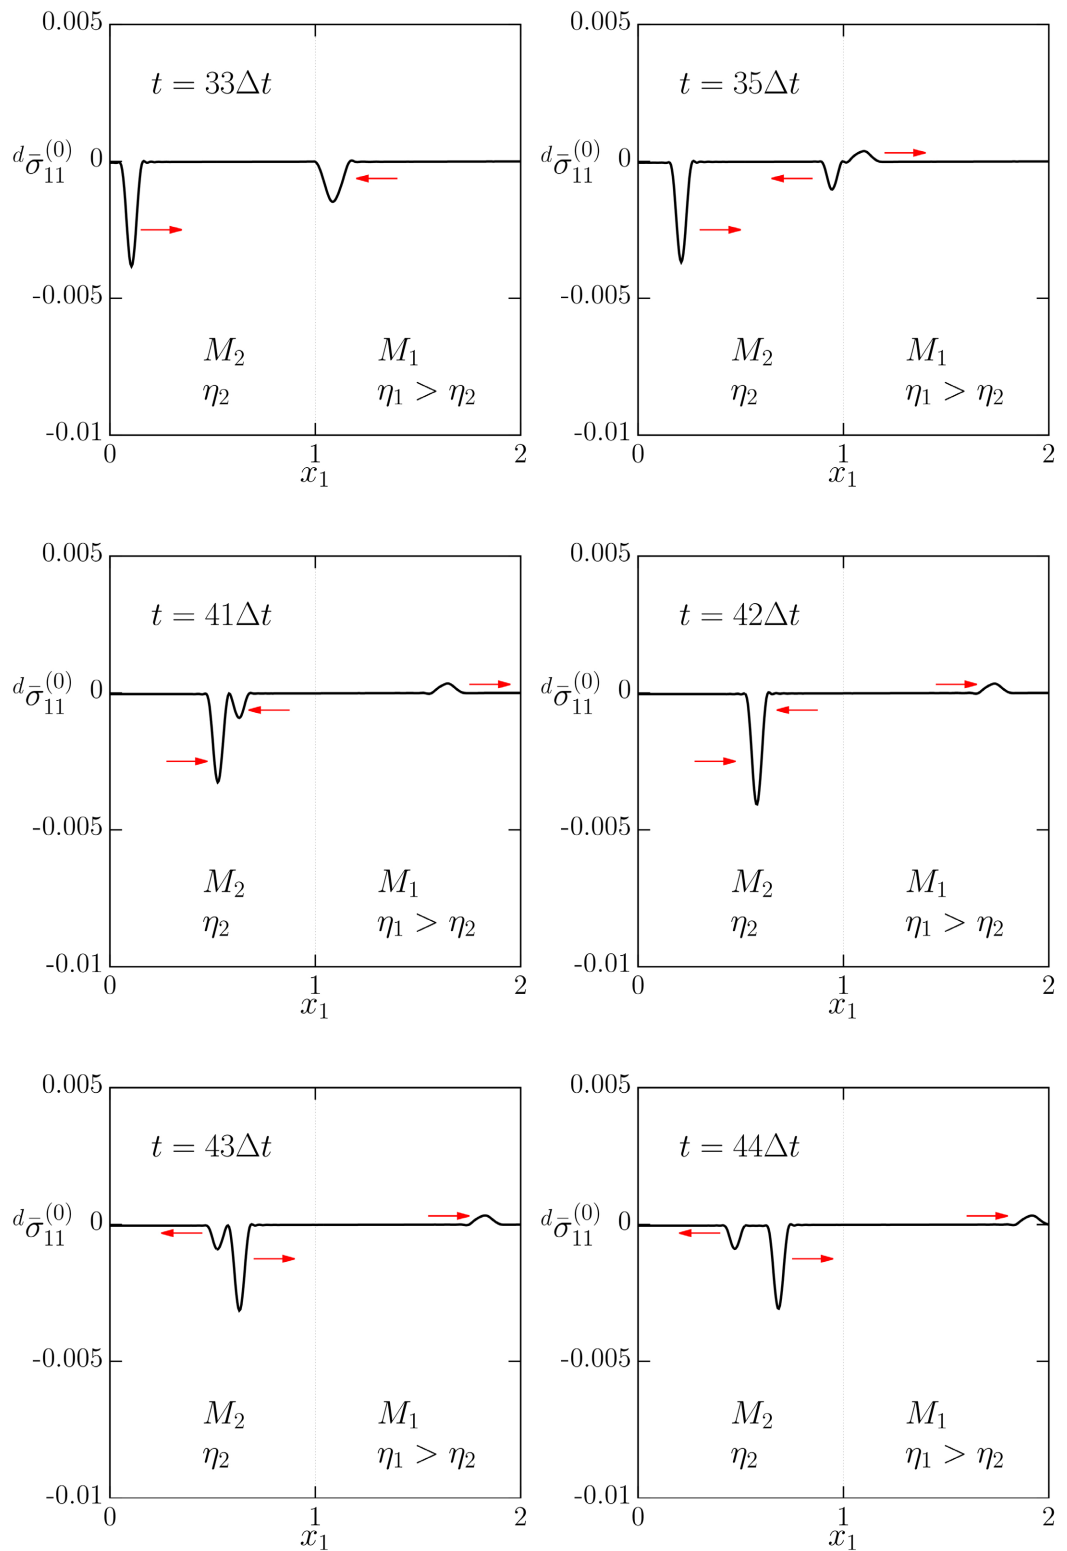 0.005
t = 33Δt
ᵈσ̄₁₁⁽⁰⁾ 0
-0.005
M₂ M₁
η₂ η₁ > η₂
-0.01
0 1 2
x₁
0.005
t = 35Δt
ᵈσ̄₁₁⁽⁰⁾ 0
-0.005
M₂ M₁
η₂ η₁ > η₂
-0.01
0 1 2
x₁
0.005
t = 41Δt
ᵈσ̄₁₁⁽⁰⁾ 0
-0.005
M₂ M₁
η₂ η₁ > η₂
-0.01
0 1 2
x₁
0.005
t = 42Δt
ᵈσ̄₁₁⁽⁰⁾ 0
-0.005
M₂ M₁
η₂ η₁ > η₂
-0.01
0 1 2
x₁
0.005
t = 43Δt
ᵈσ̄₁₁⁽⁰⁾ 0
-0.005
M₂ M₁
η₂ η₁ > η₂
-0.01
0 1 2
x₁
0.005
t = 44Δt
ᵈσ̄₁₁⁽⁰⁾ 0
-0.005
M₂ M₁
η₂ η₁ > η₂
-0.01
0 1 2
x₁